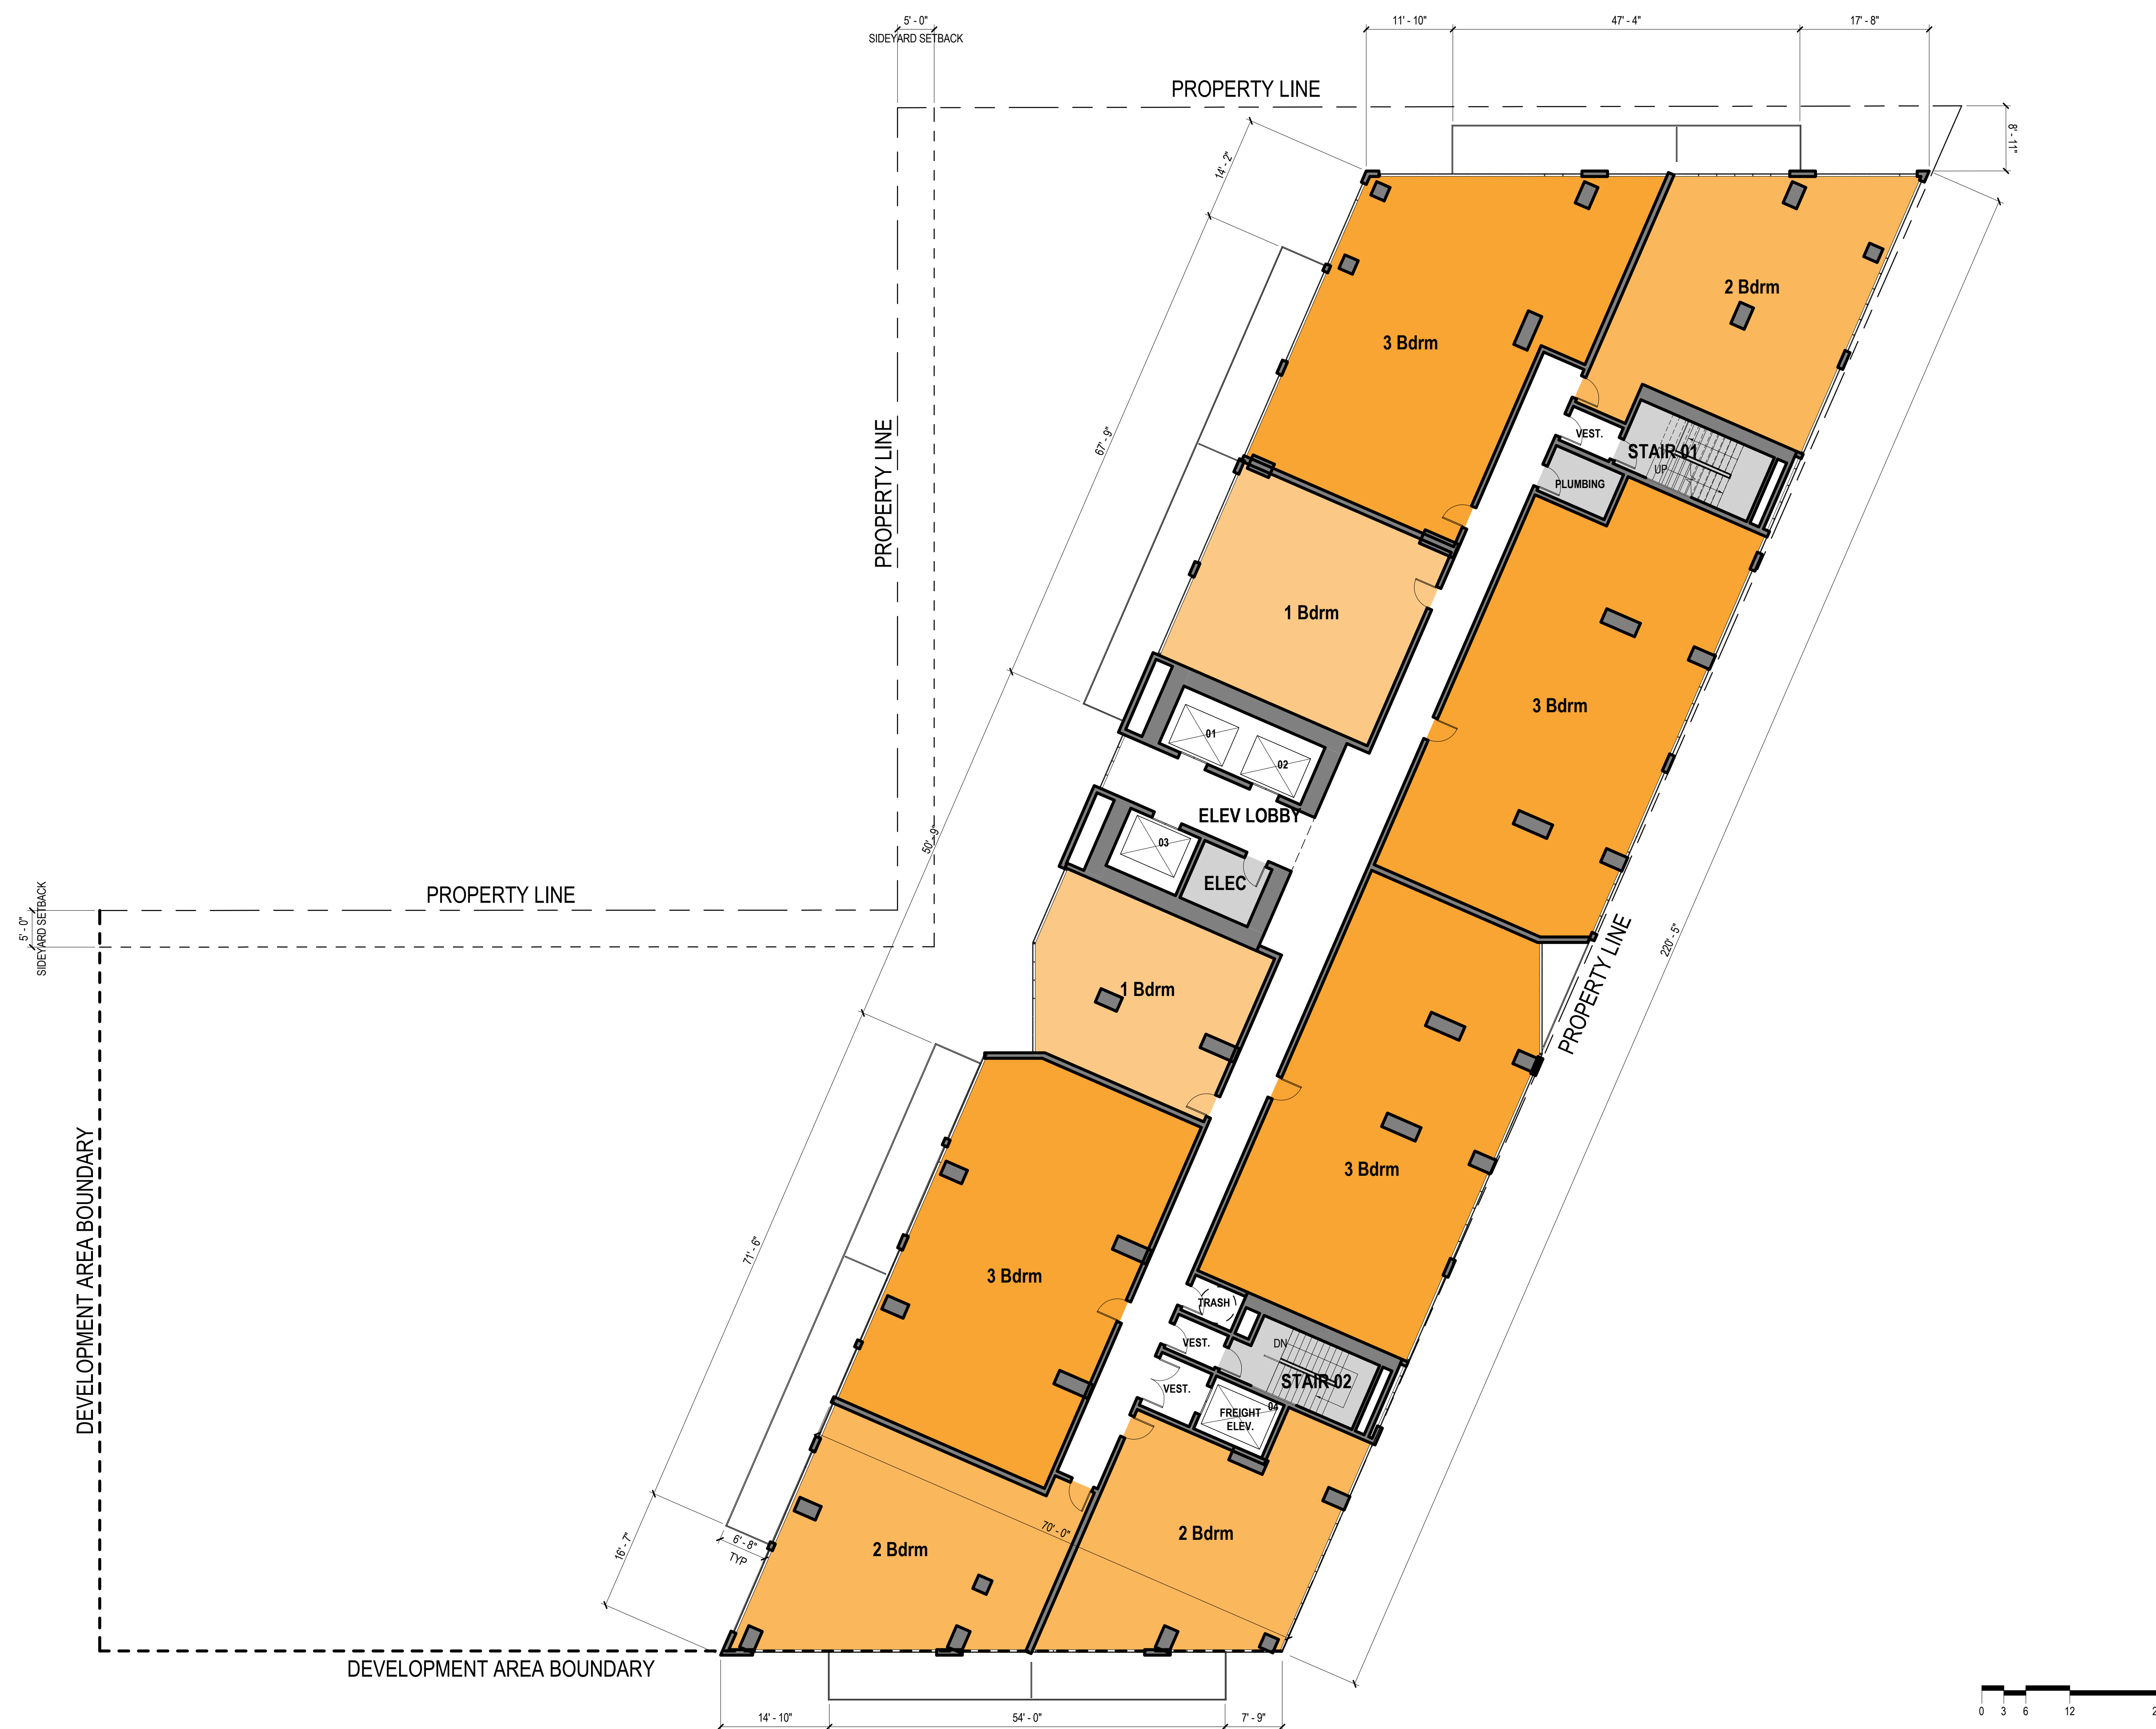 5' - 0"
SIDEYARD SETBACK
11' - 10"
47' - 4"
17' - 8"
PROPERTY LINE
8' - 11"
14' - 2"
2 Bdrm
3 Bdrm
67' - 9"
VEST.
STAIR 01
UP
PLUMBING
PROPERTY LINE
1 Bdrm
3 Bdrm
01
02
ELEV LOBBY
03
50' - 9"
ELEC
PROPERTY LINE
5' - 0"
SIDEYARD SETBACK
220' - 5"
PROPERTY LINE
1 Bdrm
3 Bdrm
71' - 6"
3 Bdrm
DEVELOPMENT AREA BOUNDARY
TRASH
VEST.
DN
STAIR 02
VEST.
04
FREIGHT
ELEV.
70' - 0"
2 Bdrm
2 Bdrm
16' - 7"
6' - 8"
TYP
DEVELOPMENT AREA BOUNDARY
14' - 10"
54' - 0"
7' - 9"
0 3 6 12